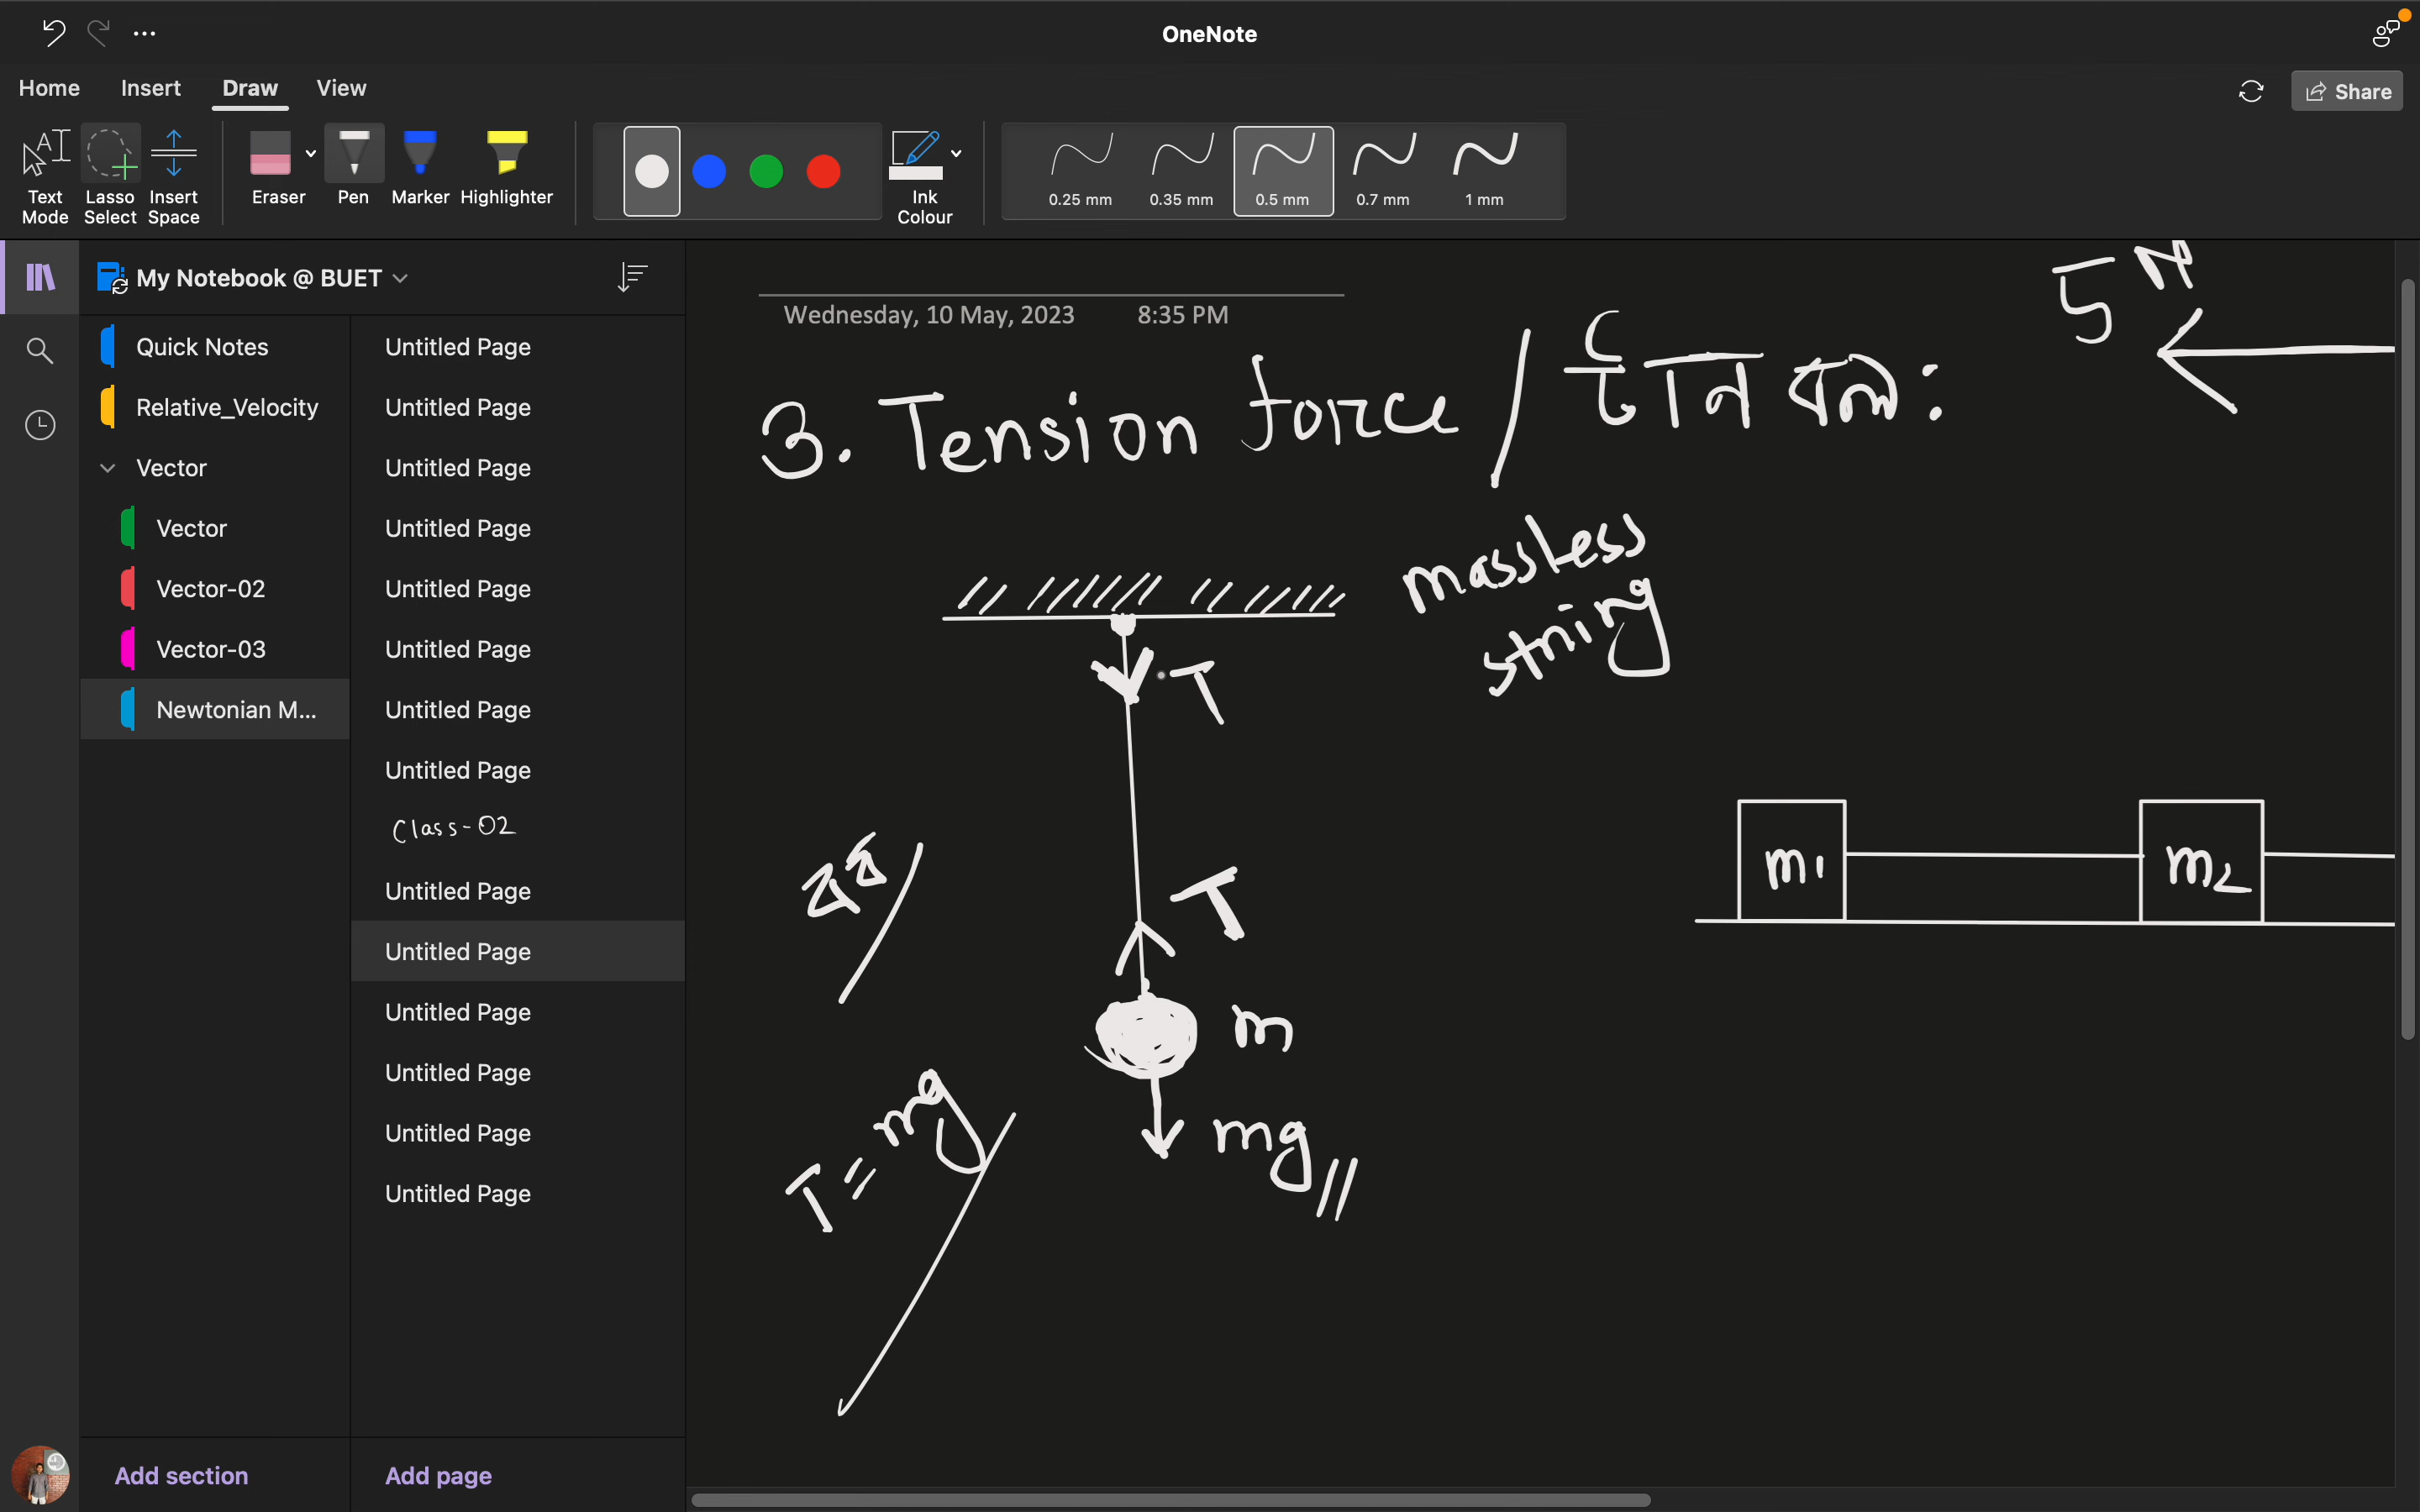 OneNote
Home Insert Draw View
Share
Text Mode
Lasso Select
Insert Space
Eraser
Pen
Marker
Highlighter
Ink Colour
0.25 mm
0.35 mm
0.5 mm
0.7 mm
1 mm
My Notebook @ BUET
Quick Notes
Relative_Velocity
Vector
Vector
Vector-02
Vector-03
Newtonian M...
Add section
Untitled Page
Untitled Page
Untitled Page
Untitled Page
Untitled Page
Untitled Page
Untitled Page
Untitled Page
Class-02
Untitled Page
Untitled Page
Untitled Page
Untitled Page
Untitled Page
Untitled Page
Add page
Wednesday, 10 May, 2023 8:35 PM
5N
3. Tension force / টান বল:
massless
string
T
T
m
mg
T = mg
m1
m2